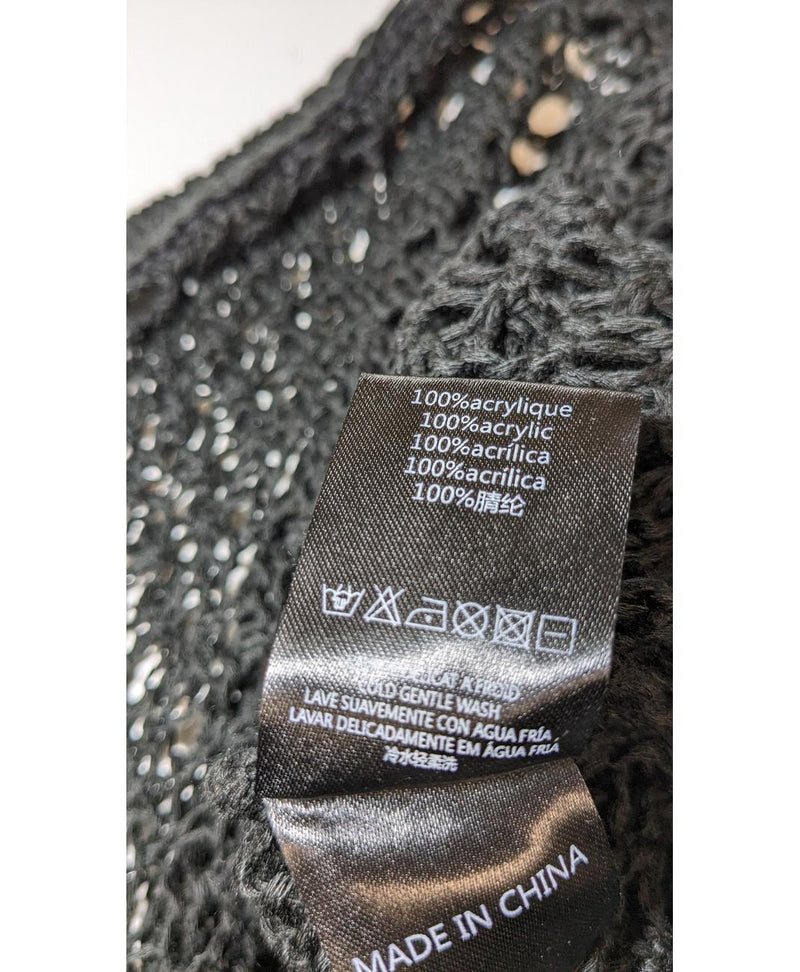 100%acrylique
100%acrylic
100%acrílica
100%acrílica
100%腈纶
A FROID
COLD GENTLE WASH
LAVE SUAVEMENTE CON AGUA FRÍA
LAVAR DELICADAMENTE EM ÁGUA FRIA
冷水轻柔洗
MADE IN CHINA